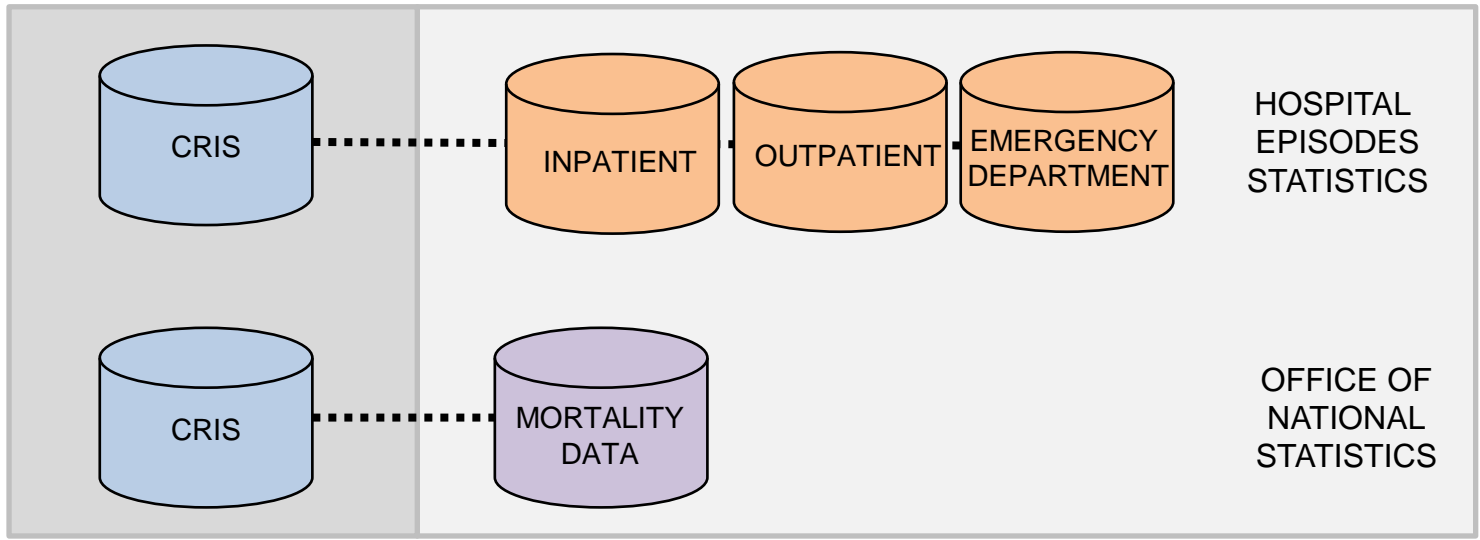 CRIS
INPATIENT
OUTPATIENT
EMERGENCY
DEPARTMENT
HOSPITAL
EPISODES
STATISTICS
CRIS
MORTALITY
DATA
OFFICE OF
NATIONAL
STATISTICS